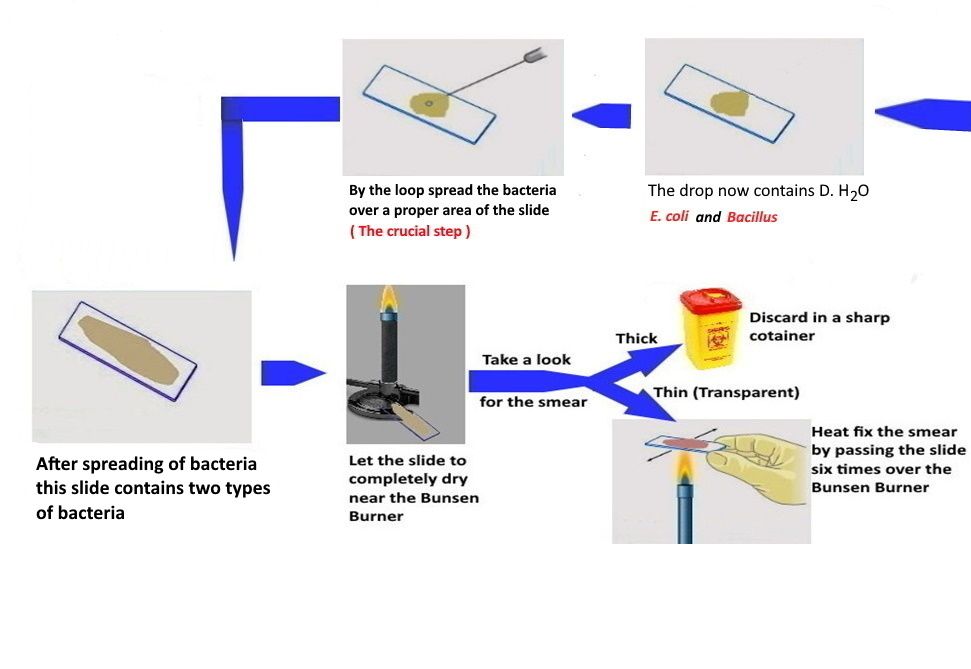 The drop now contains D. H2O
E. coli and Bacillus
By the loop spread the bacteria
over a proper area of the slide
( The crucial step )
After spreading of bacteria
this slide contains two types
of bacteria
Let the slide to
completely dry
near the Bunsen
Burner
Take a look
for the smear
Thick
Discard in a sharp
cotainer
Thin (Transparent)
Heat fix the smear
by passing the slide
six times over the
Bunsen Burner